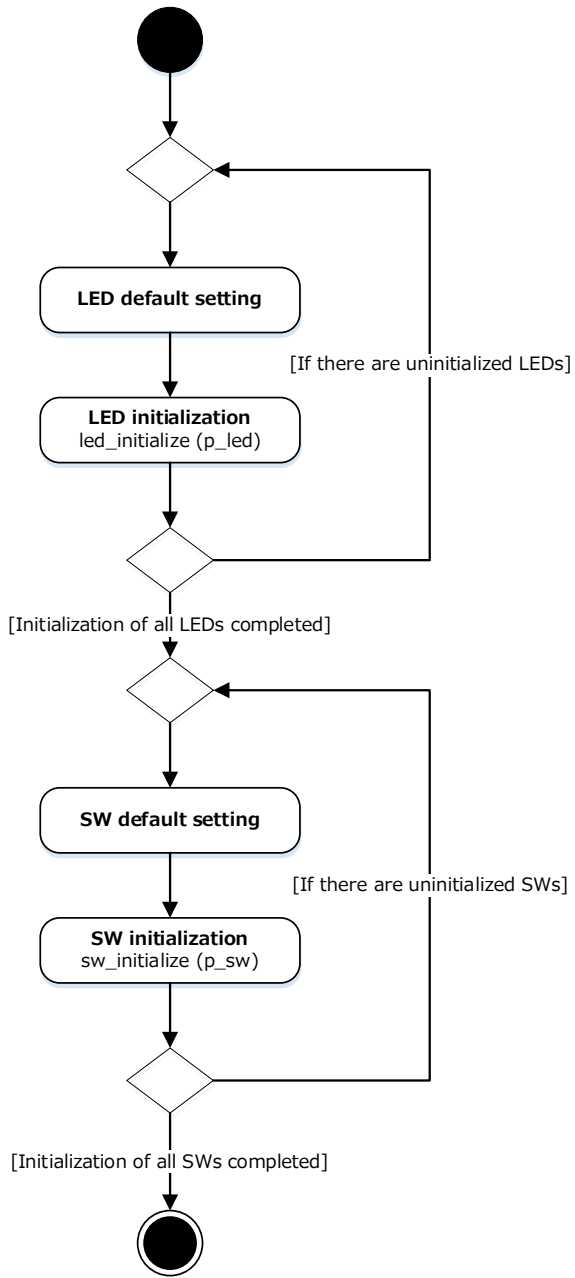 LED default setting
[If there are uninitialized LEDs]
LED initialization
led_initialize (p_led)
[Initialization of all LEDs completed]
SW default setting
[If there are uninitialized SWs]
SW initialization
sw_initialize (p_sw)
[Initialization of all SWs completed]